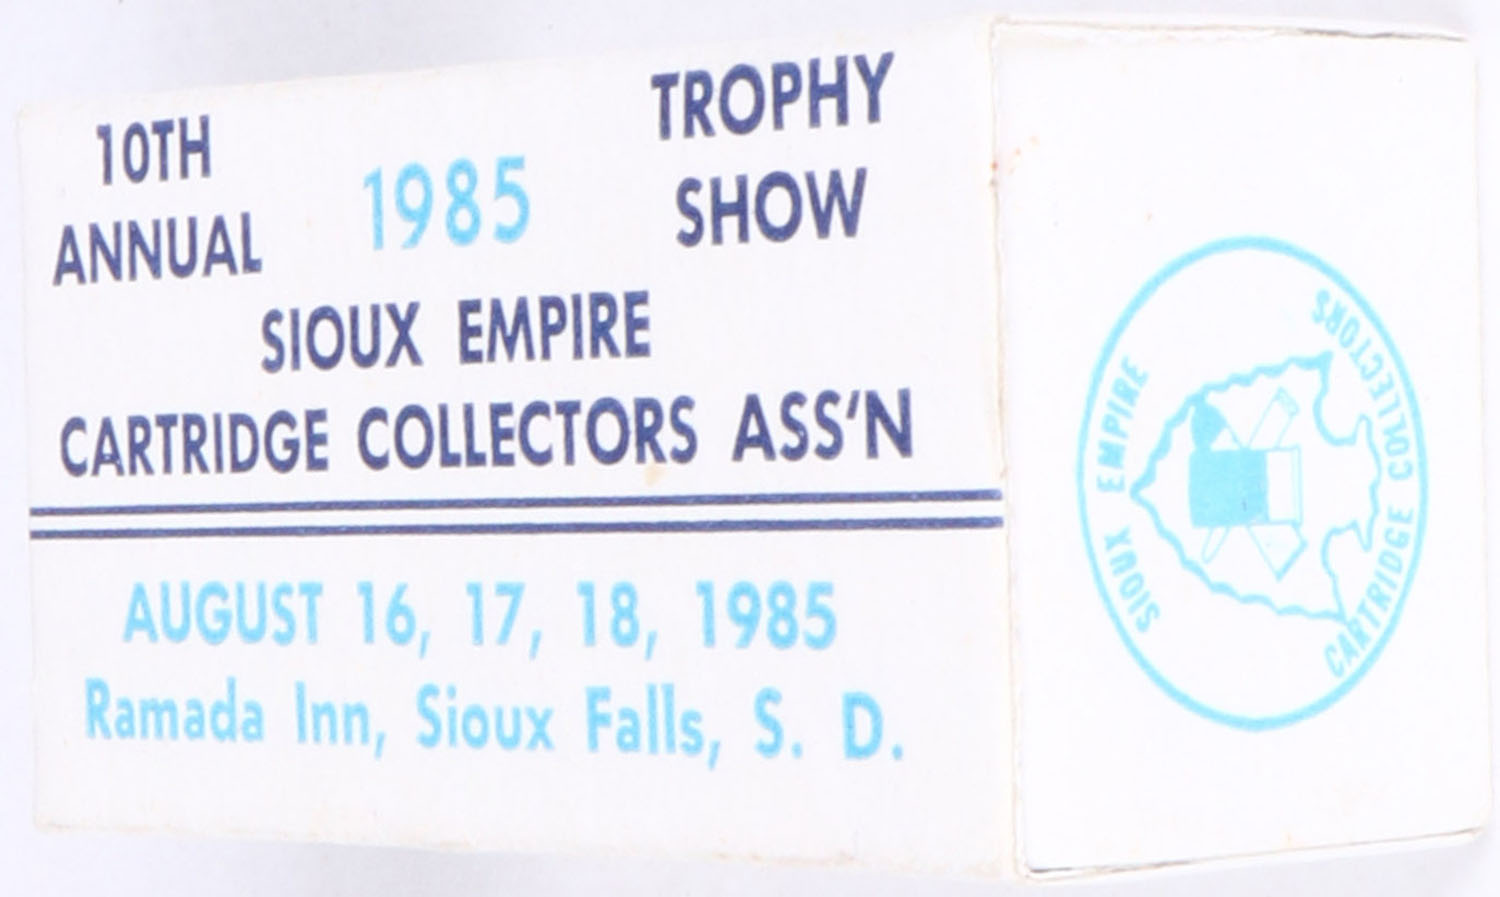 10TH ANNUAL
1985
TROPHY SHOW
SIOUX EMPIRE
CARTRIDGE COLLECTORS ASS'N
AUGUST 16, 17, 18, 1985
Ramada Inn, Sioux Falls, S. D.
SIOUX EMPIRE
CARTRIDGE COLLECTORS